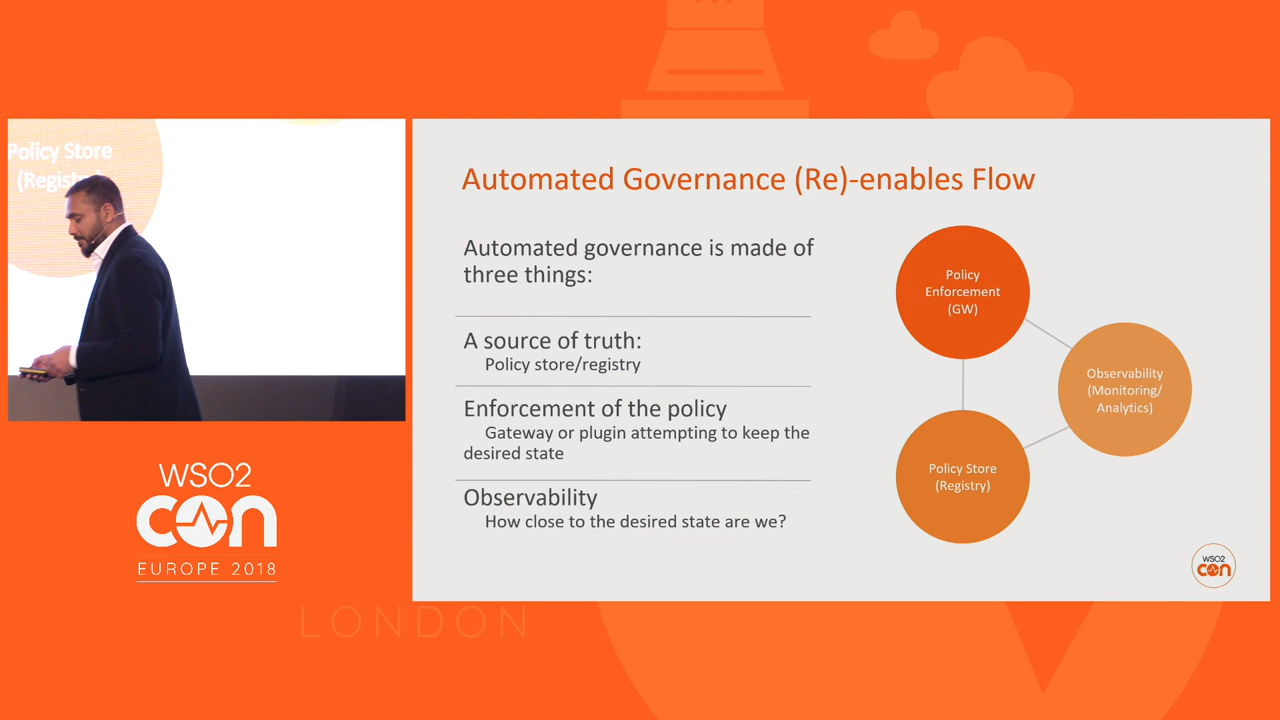 Policy Store
(Regist
WSO2
con
EUROPE 2018
LONDON
Automated Governance (Re)-enables Flow
Automated governance is made of
three things:
A source of truth:
Policy store/registry
Enforcement of the policy
Gateway or plugin attempting to keep the
desired state
Observability
How close to the desired state are we?
Policy
Enforcement
(GW)
Observability
(Monitoring/
Analytics)
Policy Store
(Registry)
WSO2
con